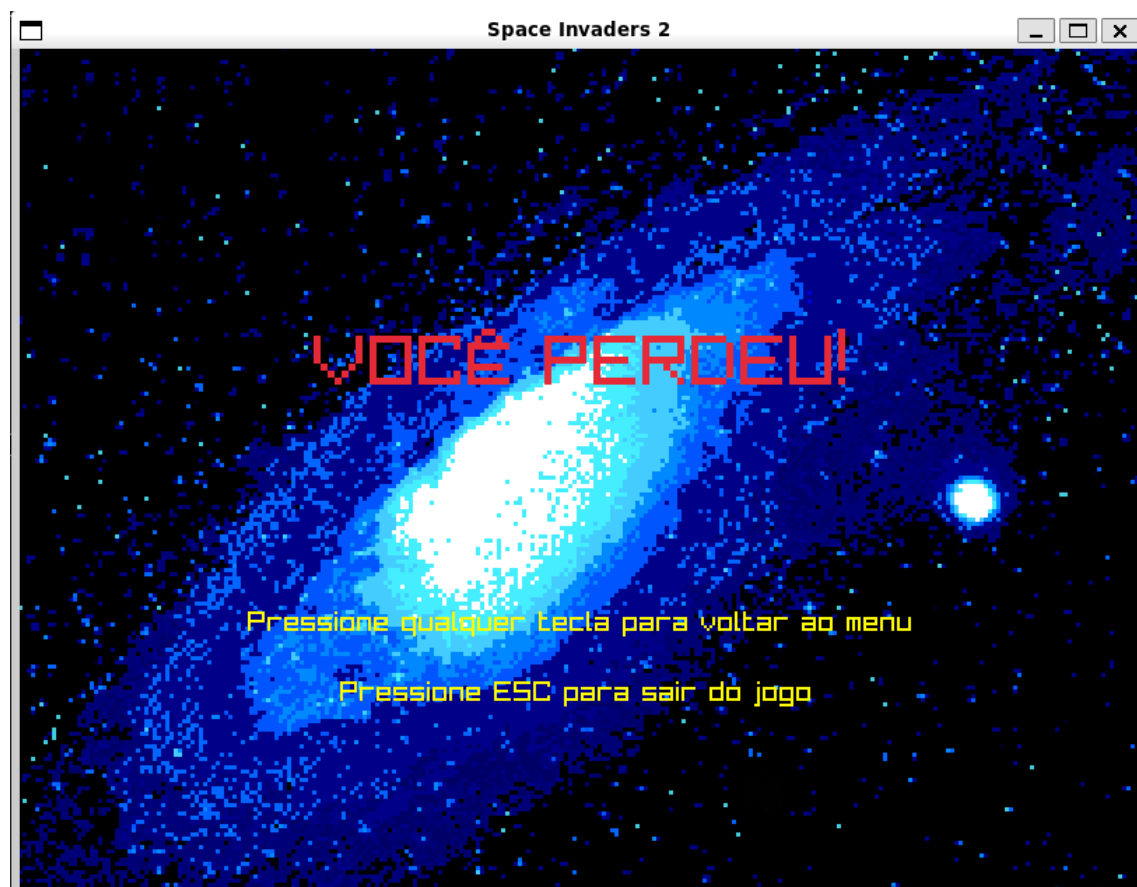 Space Invaders 2
VOCÊ PERDEU!
Pressione qualquer tecla para voltar ao menu
Pressione ESC para sair do jogo